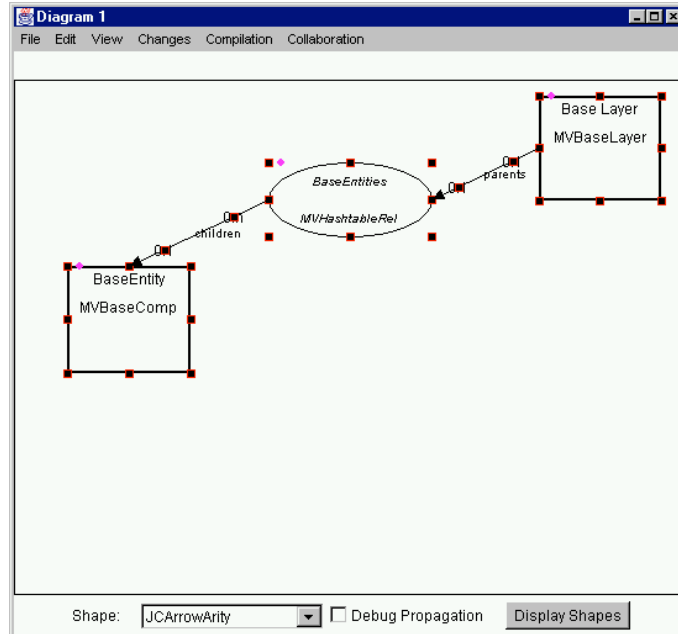 Diagram 1
File Edit View Changes Compilation Collaboration
Base Layer
MVBaseLayer
parents
BaseEntities
MVHashtableRel
children
BaseEntity
MVBaseComp
Shape: JCArrowArity Debug Propagation Display Shapes